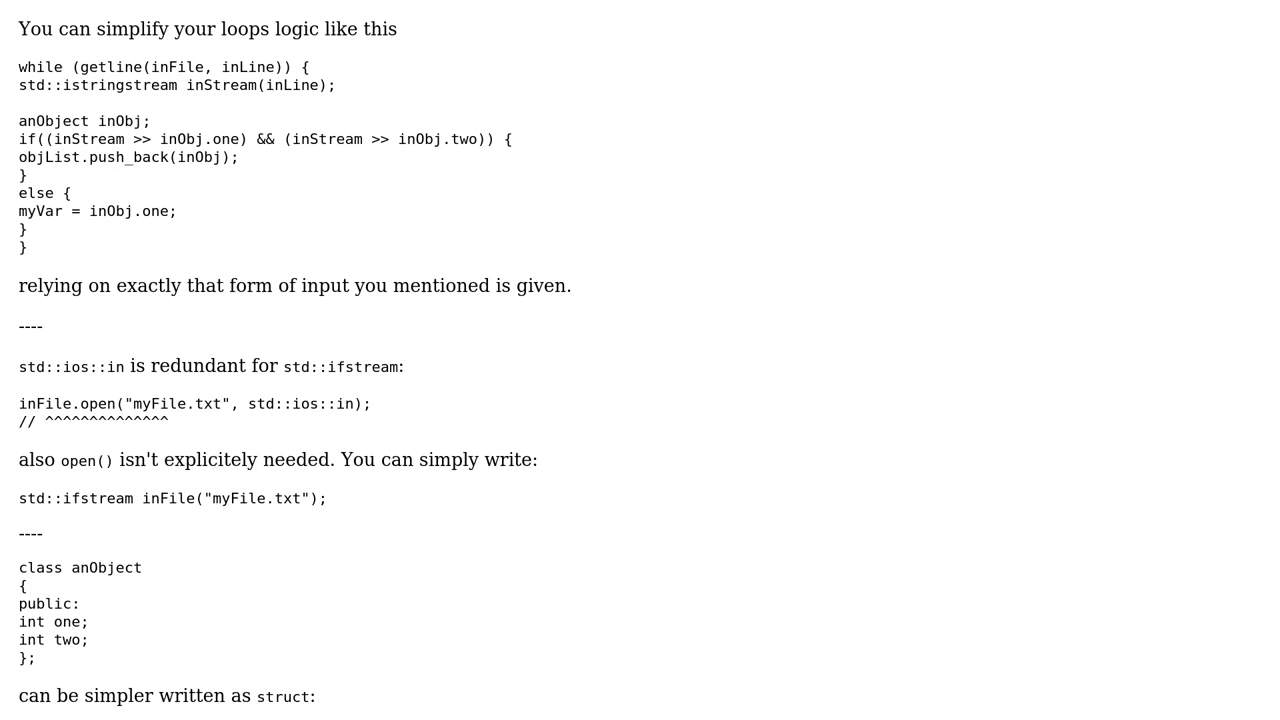 You can simplify your loops logic like this
while (getline(inFile, inLine)) {
std::istringstream inStream(inLine);
anObject inObj;
if((inStream >> inObj.one) && (inStream >> inObj.two)) {
objList.push_back(inObj);
}
else {
myVar = inObj.one;
}
}
relying on exactly that form of input you mentioned is given.
----
std::ios::in is redundant for std::ifstream:
inFile.open("myFile.txt", std::ios::in);
// ^^^^^^^^^^^^^^
also open() isn't explicitely needed. You can simply write:
std::ifstream inFile("myFile.txt");
----
class anObject
{
public:
int one;
int two;
};
can be simpler written as struct: